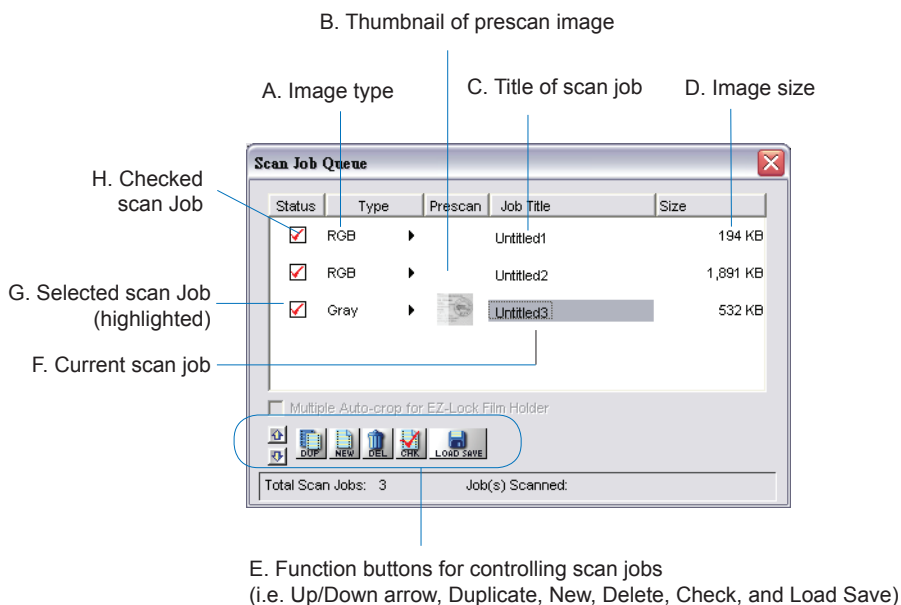 B. Thumbnail of prescan image
A. Image type
C. Title of scan job
D. Image size
Scan Job Queue
H. Checked
scan Job
Status Type Prescan Job Title Size
RGB Untitled1 194 KB
RGB Untitled2 1,891 KB
G. Selected scan Job
(highlighted)
Gray Untitled3 532 KB
F. Current scan job
Multiple Auto-crop for EZ-Lock Film Holder
DUP NEW DEL CHK LOAD SAVE
Total Scan Jobs: 3 Job(s) Scanned:
E. Function buttons for controlling scan jobs
(i.e. Up/Down arrow, Duplicate, New, Delete, Check, and Load Save)